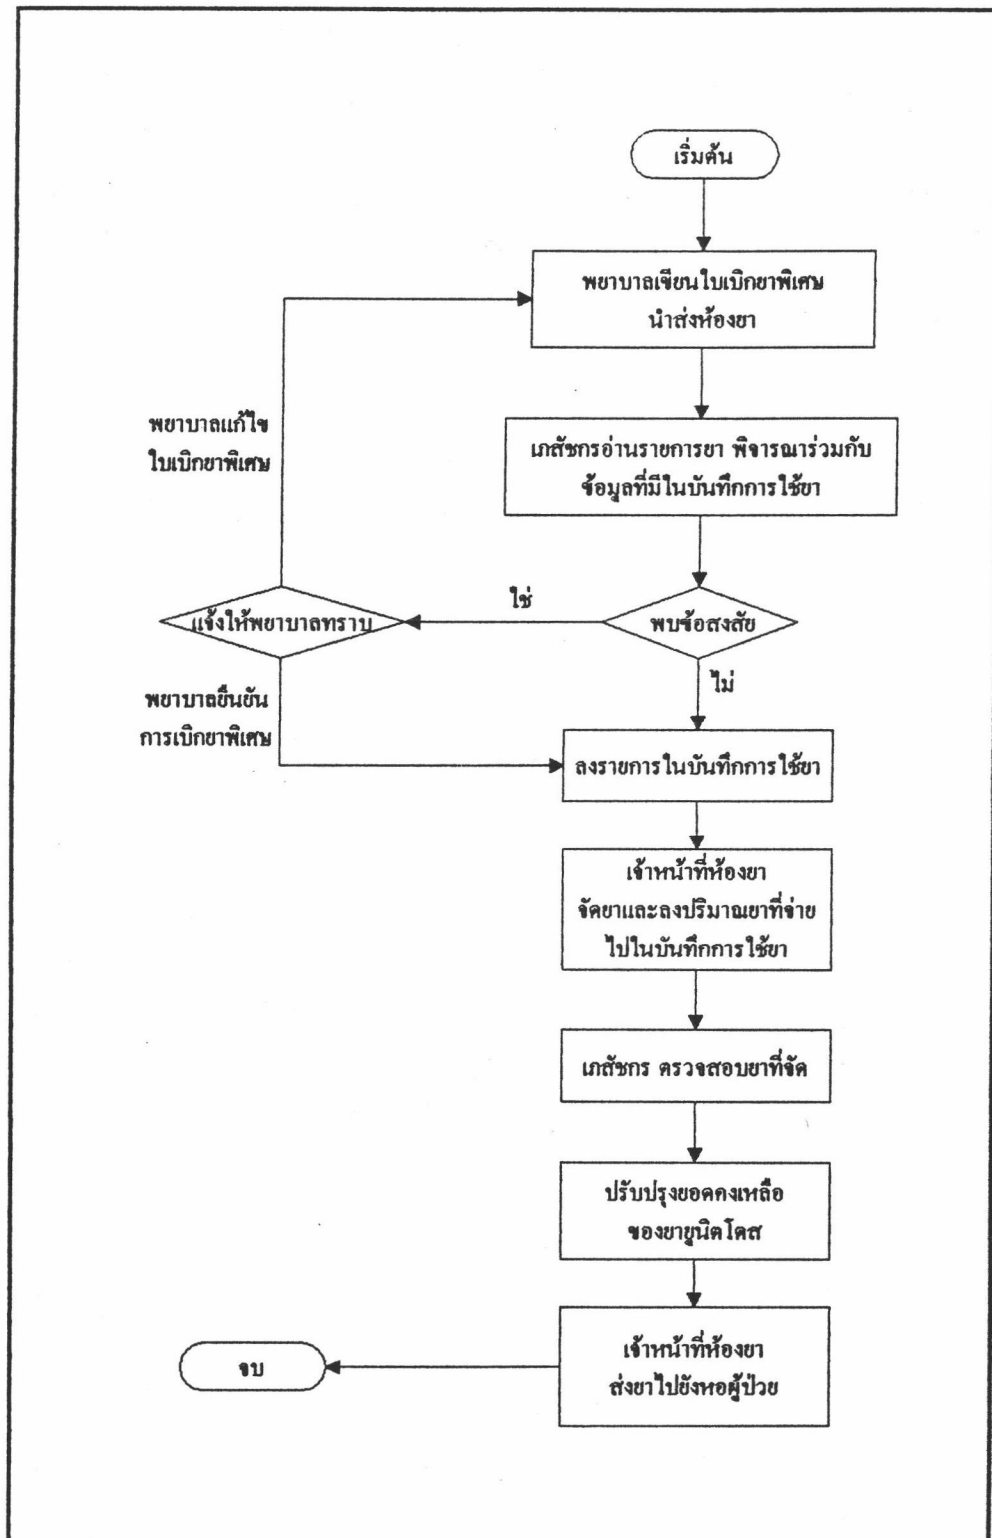 เริ่มต้น
พยาบาลเขียนใบเบิกยาพิเศษ
นำส่งห้องยา
พยาบาลแก้ไข
ใบเบิกยาพิเศษ
เภสัชกรอ่านรายการยา พิจารณาร่วมกับ
ข้อมูลที่มีในบันทึกการใช้ยา
ใช่
แจ้งให้พยาบาลทราบ
พบข้อสงสัย
ไม่
พยาบาลยืนยัน
การเบิกยาพิเศษ
ลงรายการในบันทึกการใช้ยา
เจ้าหน้าที่ห้องยา
จัดยาและลงปริมาณยาที่จ่าย
ไปในบันทึกการใช้ยา
เภสัชกร ตรวจสอบยาที่จัด
ปรับปรุงยอดคงเหลือ
ของยายูนิตโดส
เจ้าหน้าที่ห้องยา
ส่งยาไปยังหอผู้ป่วย
จบ